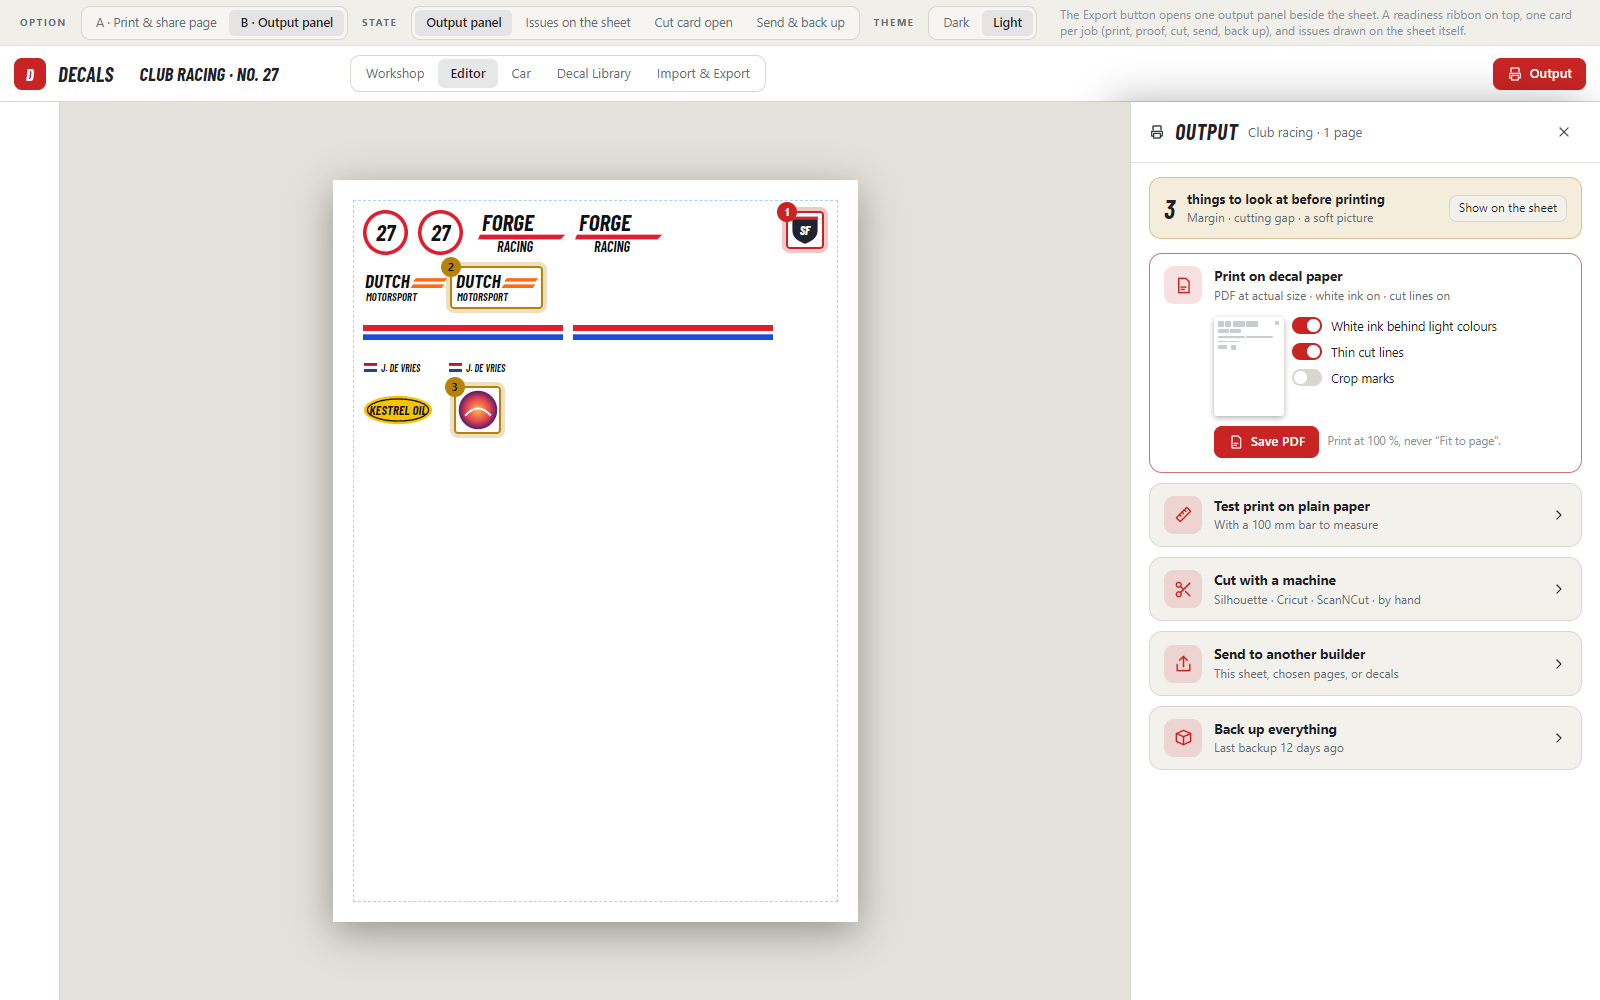 OPTION A · Print & share page B · Output panel STATE Output panel Issues on the sheet Cut card open Send & back up THEME Dark Light
The Export button opens one output panel beside the sheet. A readiness ribbon on top, one card
per job (print, proof, cut, send, back up), and issues drawn on the sheet itself.
D DECALS CLUB RACING · NO. 27 Workshop Editor Car Decal Library Import & Export Output
OUTPUT Club racing · 1 page
3 things to look at before printing
Margin · cutting gap · a soft picture
Show on the sheet
27 27 FORGE RACING FORGE RACING 1 SF
DUTCH MOTORSPORT 2 DUTCH MOTORSPORT
J. DE VRIES J. DE VRIES
KESTREL OIL 3
Print on decal paper
PDF at actual size · white ink on · cut lines on
White ink behind light colours
Thin cut lines
Crop marks
Save PDF Print at 100 %, never “Fit to page”.
Test print on plain paper
With a 100 mm bar to measure
Cut with a machine
Silhouette · Cricut · ScanNCut · by hand
Send to another builder
This sheet, chosen pages, or decals
Back up everything
Last backup 12 days ago